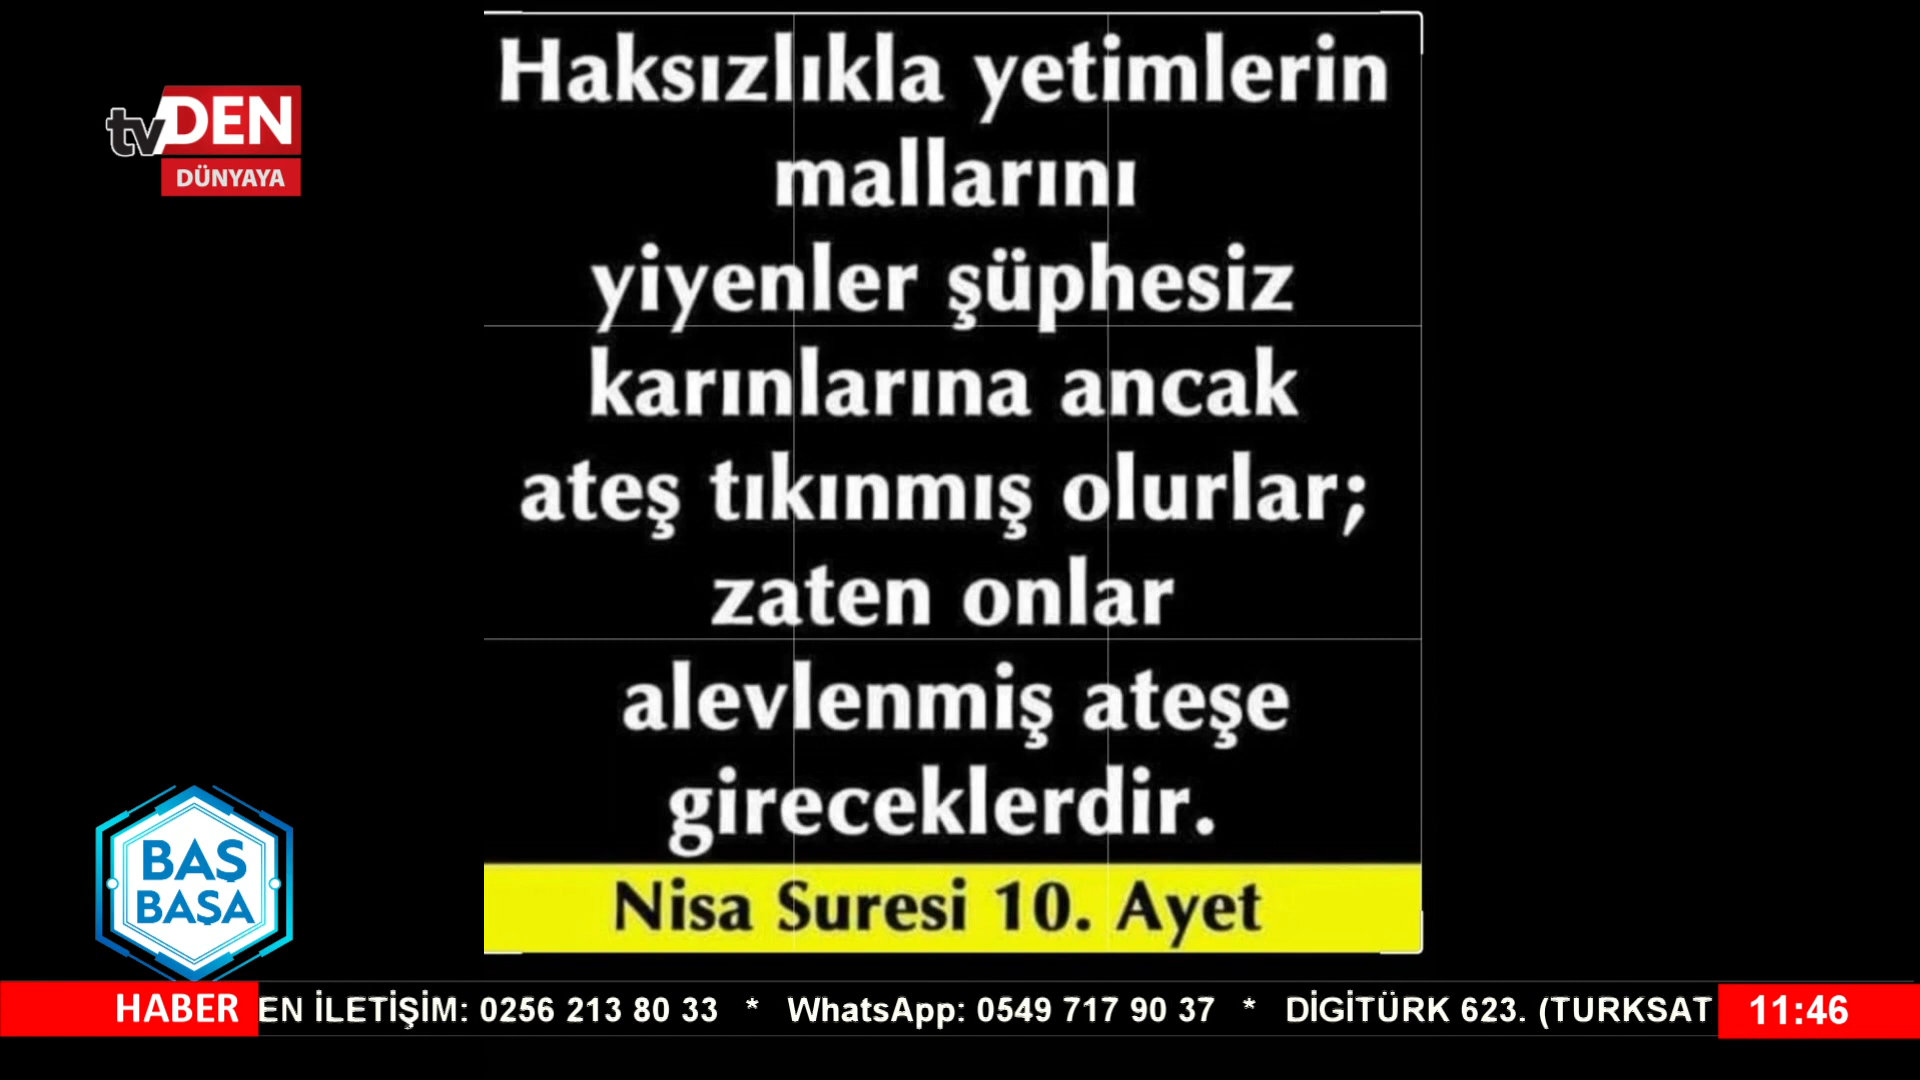 Haksızlıkla yetimlerin
mallarını
yiyenler şüphesiz
karınlarına ancak
ateş tıkınmış olurlar;
zaten onlar
alevlenmiş ateşe
gireceklerdir.
Nisa Suresi 10. Ayet
tvDEN
DÜNYAYA
BAŞ
BAŞA
HABER EN İLETİŞİM: 0256 213 80 33 * WhatsApp: 0549 717 90 37 * DİGİTÜRK 623. (TURKSAT 11:46